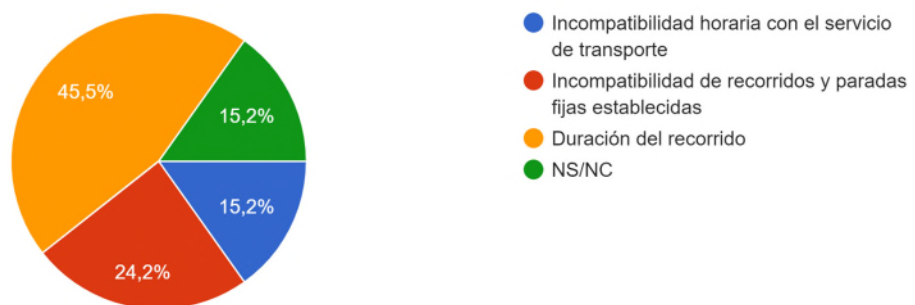 45,5%
15,2%
15,2%
24,2%
Incompatibilidad horaria con el servicio
de transporte
Incompatibilidad de recorridos y paradas
fijas establecidas
Duración del recorrido
NS/NC